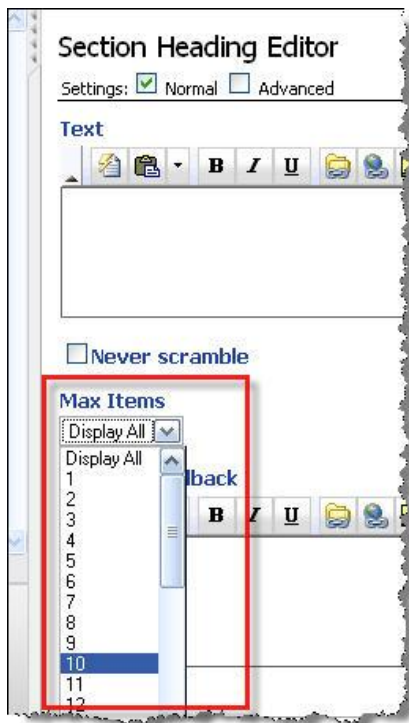 Section Heading Editor
Settings: Normal Advanced
Text
B I U
Never scramble
Max Items
Display All
Display All
1
lback
2
3
B I U
4
5
6
7
8
9
10
11
12